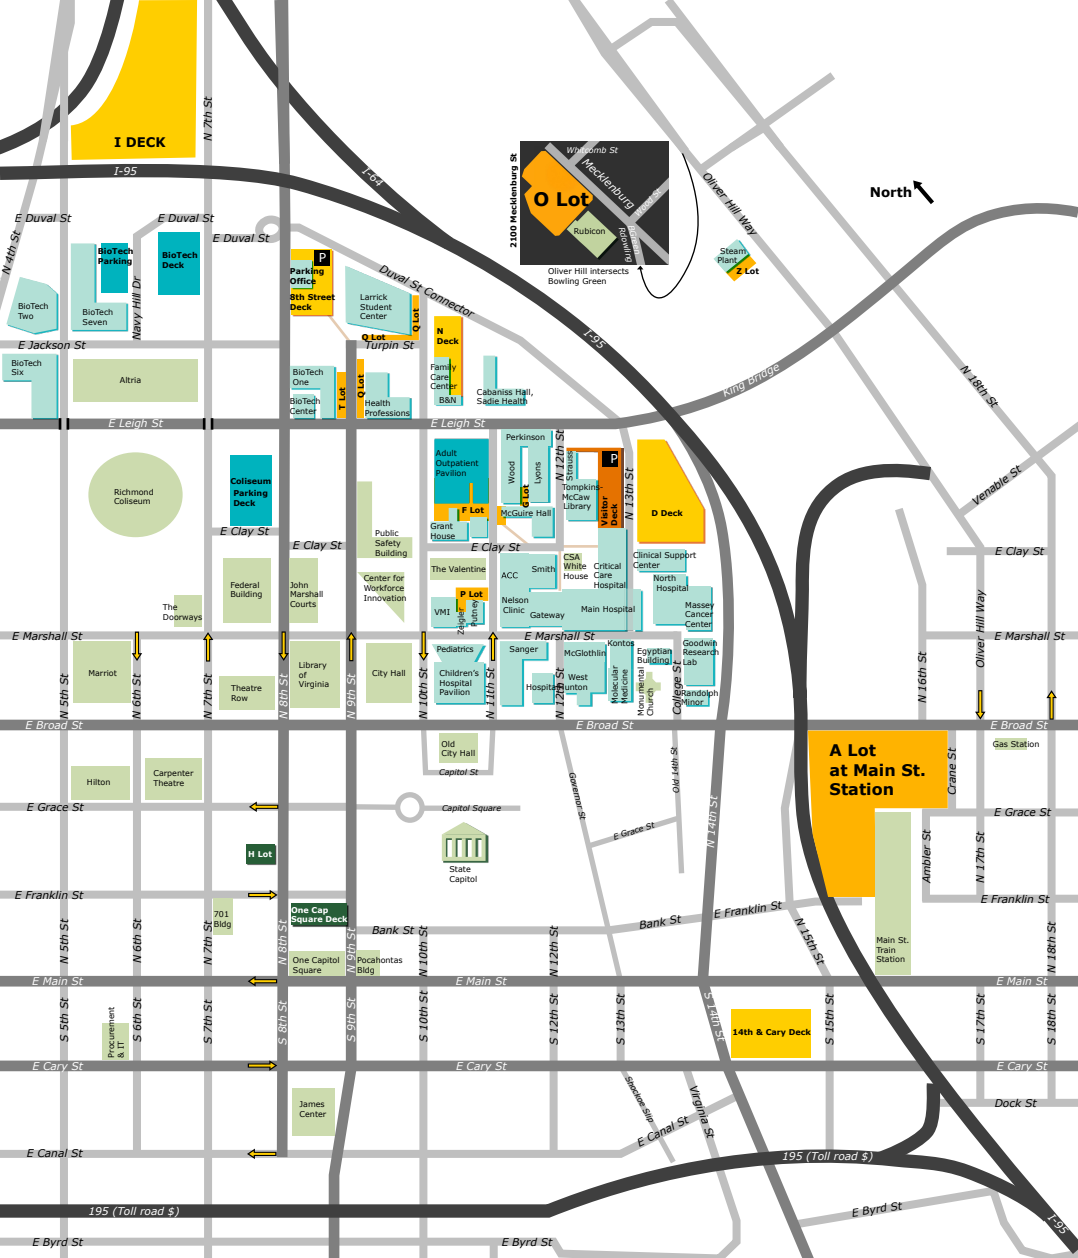 I DECK
N 7th St
I-95
I-64
E Duval St
E Duval St
E Duval St
N 4th St
BioTech
Parking
BioTech
Deck
Navy Hill Dr
BioTech
Two
BioTech
Seven
E Jackson St
BioTech
Six
Altria
E Leigh St
P
Parking
Office
8th Street
Deck
Larrick
Student
Center
Q Lot
Q Lot
Turpin St
Duval St Connector
N
Deck
Family
Care
Center
B&N
Cabaniss Hall,
Sadie Health
BioTech
One
BioTech
Center
T Lot
Q Lot
Health
Professions
E Leigh St
2100 Mecklenburg St
Whitcomb St
Mecklenburg
Wood St
O Lot
Rubicon
Oliver Hill intersects
Bowling Green
North
Oliver Hill Way
Steam
Plant
Z Lot
I-95
King Bridge
N 18th St
Venable St
Richmond
Coliseum
Coliseum
Parking
Deck
E Clay St
E Clay St
Public
Safety
Building
Adult
Outpatient
Pavilion
F Lot
Grant
House
Perkinson
Wood
Lyons
G Lot
McGuire Hall
N 12th St
Strauss
Tompkins-
McCaw
Library
P
Visitor
Deck
N 13th St
D Deck
E Clay St
The Valentine
Federal
Building
John
Marshall
Courts
Center for
Workforce
Innovation
The
Doorways
P Lot
VMI
Zeigler
Putney
ACC
Smith
CSA
White
House
Nelson
Clinic
Gateway
Critical
Care
Hospital
Main Hospital
Clinical Support
Center
North
Hospital
Massey
Cancer
Center
E Clay St
E Marshall St
E Marshall St
E Marshall St
Marriot
Theatre
Row
Library
of
Virginia
City Hall
Pediatrics
Children's
Hospital
Pavilion
Sanger
Hospital
McGlothlin
West
Hunton
Kontos
Molecular
Medicine
Egyptian
Building
Monumental
Church
College St
Goodwin
Research
Lab
Randolph
Minor
N 5th St
N 6th St
N 7th St
N 8th St
N 9th St
N 10th St
N 11th St
N 12th St
N 16th St
Oliver Hill Way
E Broad St
E Broad St
E Broad St
Old
City Hall
Capitol St
Hilton
Carpenter
Theatre
E Grace St
Capitol Square
Governor St
Old 14th St
E Grace St
N 14th St
A Lot
at Main St.
Station
Crane St
Gas Station
E Grace St
Ambler St
N 17th St
H Lot
State
Capitol
E Franklin St
701
Bldg
One Cap
Square Deck
Bank St
Bank St
E Franklin St
E Franklin St
N 5th St
N 6th St
N 7th St
N 8th St
N 9th St
N 10th St
N 12th St
N 15th St
N 18th St
One Capitol
Square
Pocahontas
Bldg
Main St.
Train
Station
E Main St
E Main St
E Main St
S 5th St
Procurement
& IT
S 6th St
S 7th St
S 8th St
S 9th St
S 10th St
S 12th St
S 13th St
S 14th St
14th & Cary Deck
S 15th St
S 17th St
S 18th St
E Cary St
E Cary St
E Cary St
James
Center
Shockoe Slip
Virginia St
E Canal St
Dock St
E Canal St
195 (Toll road $)
195 (Toll road $)
E Byrd St
I-95
E Byrd St
E Byrd St